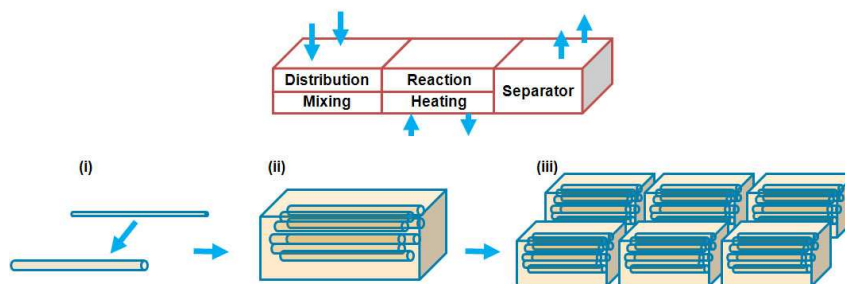 Distribution
Reaction
Separator
Mixing
Heating
(i)
(ii)
(iii)